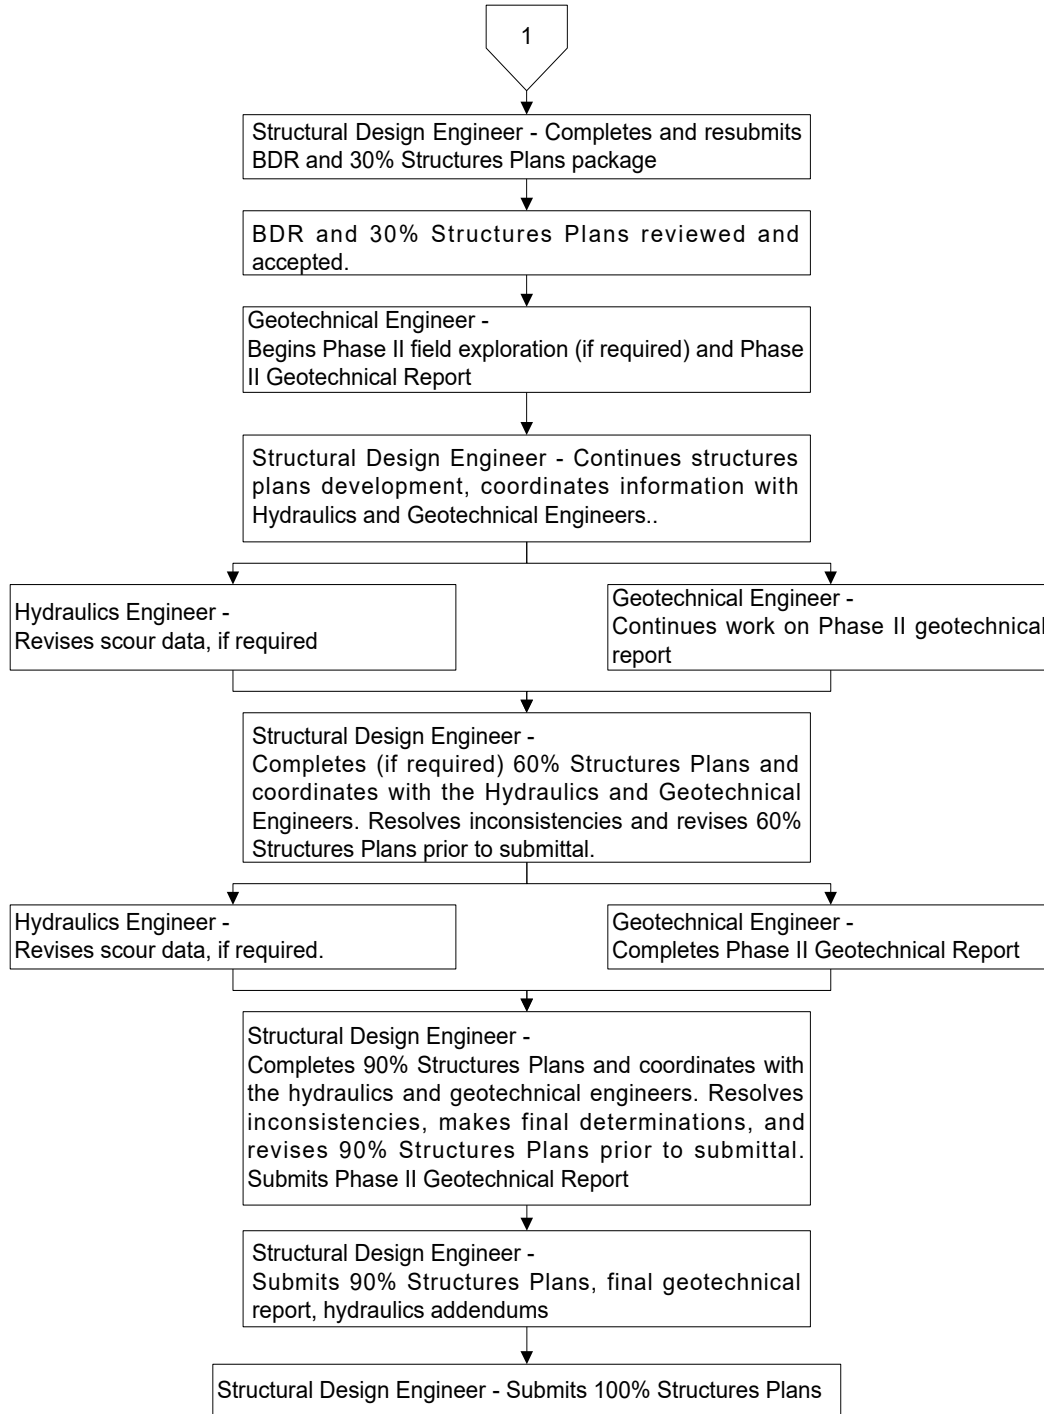 1
Structural Design Engineer - Completes and resubmits
BDR and 30% Structures Plans package
BDR and 30% Structures Plans reviewed and
accepted.
Geotechnical Engineer -
Begins Phase II field exploration (if required) and Phase
II Geotechnical Report
Structural Design Engineer - Continues structures
plans development, coordinates information with
Hydraulics and Geotechnical Engineers..
Hydraulics Engineer -
Revises scour data, if required
Geotechnical Engineer -
Continues work on Phase II geotechnical
report
Structural Design Engineer -
Completes (if required) 60% Structures Plans and
coordinates with the Hydraulics and Geotechnical
Engineers. Resolves inconsistencies and revises 60%
Structures Plans prior to submittal.
Hydraulics Engineer -
Revises scour data, if required.
Geotechnical Engineer -
Completes Phase II Geotechnical Report
Structural Design Engineer -
Completes 90% Structures Plans and coordinates with
the hydraulics and geotechnical engineers. Resolves
inconsistencies, makes final determinations, and
revises 90% Structures Plans prior to submittal.
Submits Phase II Geotechnical Report
Structural Design Engineer -
Submits 90% Structures Plans, final geotechnical
report, hydraulics addendums
Structural Design Engineer - Submits 100% Structures Plans